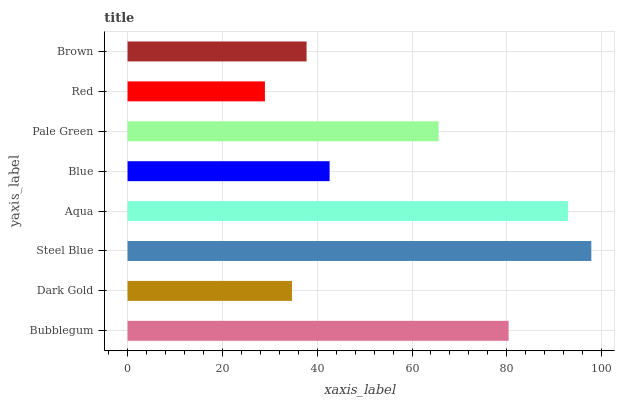 title
Brown
Red
Pale Green
Blue
Aqua
Steel Blue
Dark Gold
Bubblegum
yaxis_label
0 20 40 60 80 100
xaxis_label